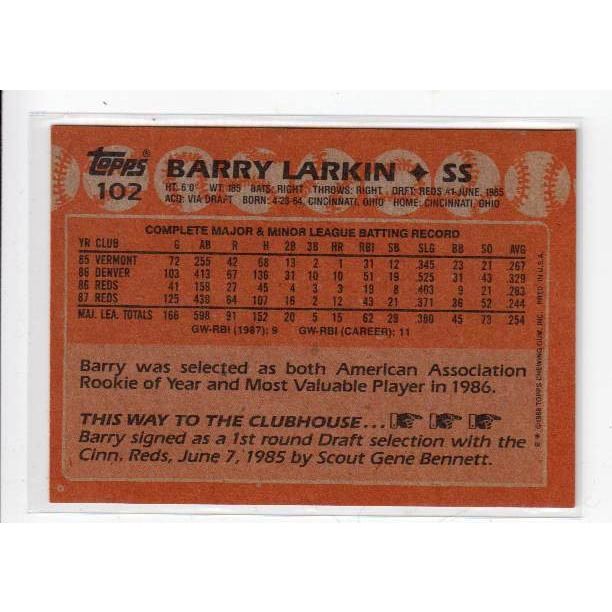 Topps®
102
BARRY LARKIN ✦ SS
HT: 6'0" WT: 185 BATS: RIGHT THROWS: RIGHT DRFT: REDS #1-JUNE, 1985
ACQ: VIA DRAFT BORN: 4-28-64, CINCINNATI, OHIO HOME: CINCINNATI, OHIO
COMPLETE MAJOR & MINOR LEAGUE BATTING RECORD
YR CLUB G AB R H 2B 3B HR RBI SB SLG BB SO AVG
85 VERMONT 72 255 42 68 13 2 1 31 12 .345 23 21 .267
86 DENVER 103 413 67 136 31 10 10 51 19 .525 31 43 .329
86 REDS 41 159 27 45 4 3 3 19 8 .403 9 21 .283
87 REDS 125 439 64 107 16 2 12 43 21 .371 36 52 .244
MAJ. LEA. TOTALS 166 598 91 152 20 5 15 62 29 .380 45 73 .254
GW-RBI (1987): 9 GW-RBI (CAREER): 11
Barry was selected as both American Association
Rookie of Year and Most Valuable Player in 1986.
THIS WAY TO THE CLUBHOUSE...
Barry signed as a 1st round Draft selection with the
Cinn. Reds, June 7, 1985 by Scout Gene Bennett.
©1988 TOPPS CHEWING GUM, INC. PRTD. IN U.S.A.